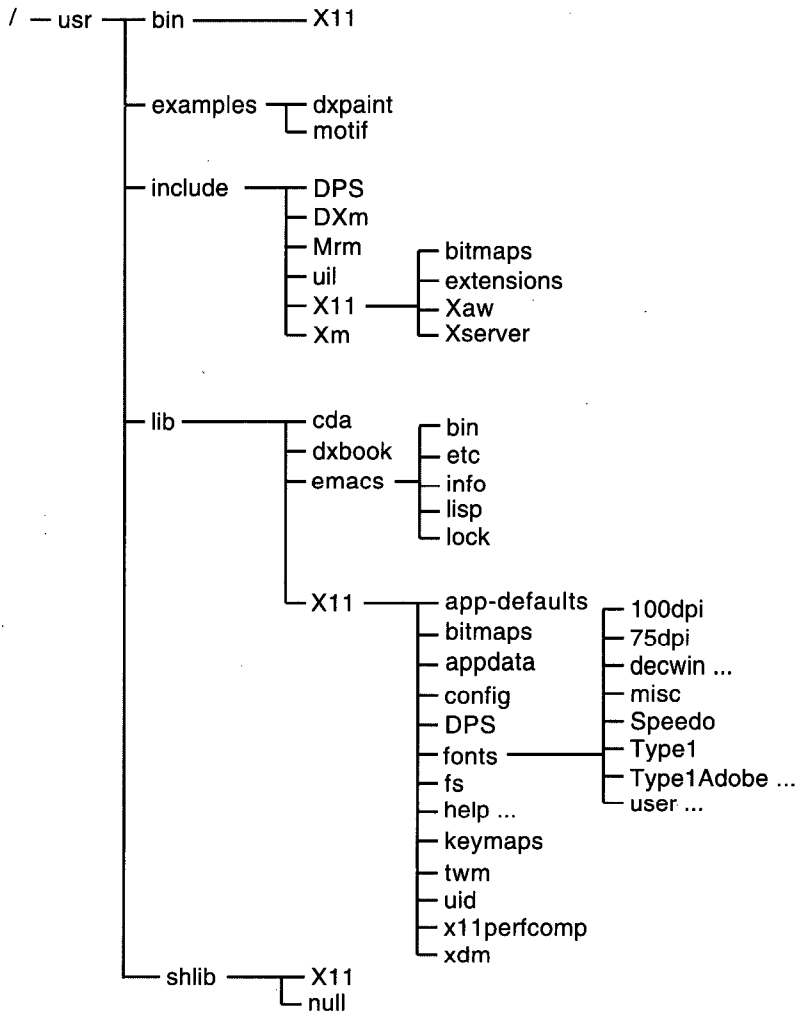 / usr bin X11
examples dxpaint
motif
include DPS
DXm
Mrm bitmaps
uil extensions
X11 Xaw
Xm Xserver
lib cda bin
dxbook etc
emacs info
lisp
lock
X11 app-defaults 100dpi
bitmaps 75dpi
appdata decwin ...
config misc
DPS Speedo
fonts Type1
fs Type1Adobe ...
help ... user ...
keymaps
twm
uid
x11perfcomp
xdm
shlib X11
null